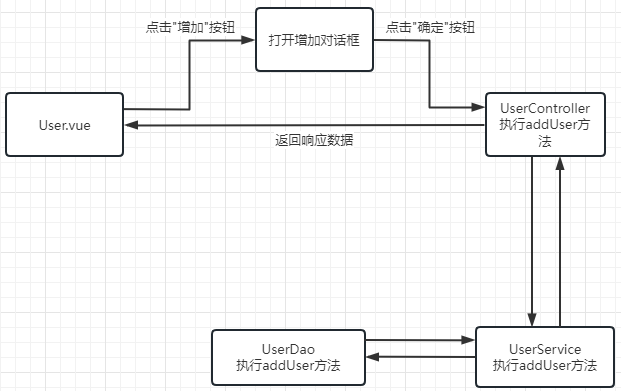 点击"增加"按钮
打开增加对话框
点击"确定"按钮
User.vue
UserController
执行addUser方
法
返回响应数据
UserDao
执行addUser方法
UserService
执行addUser方法